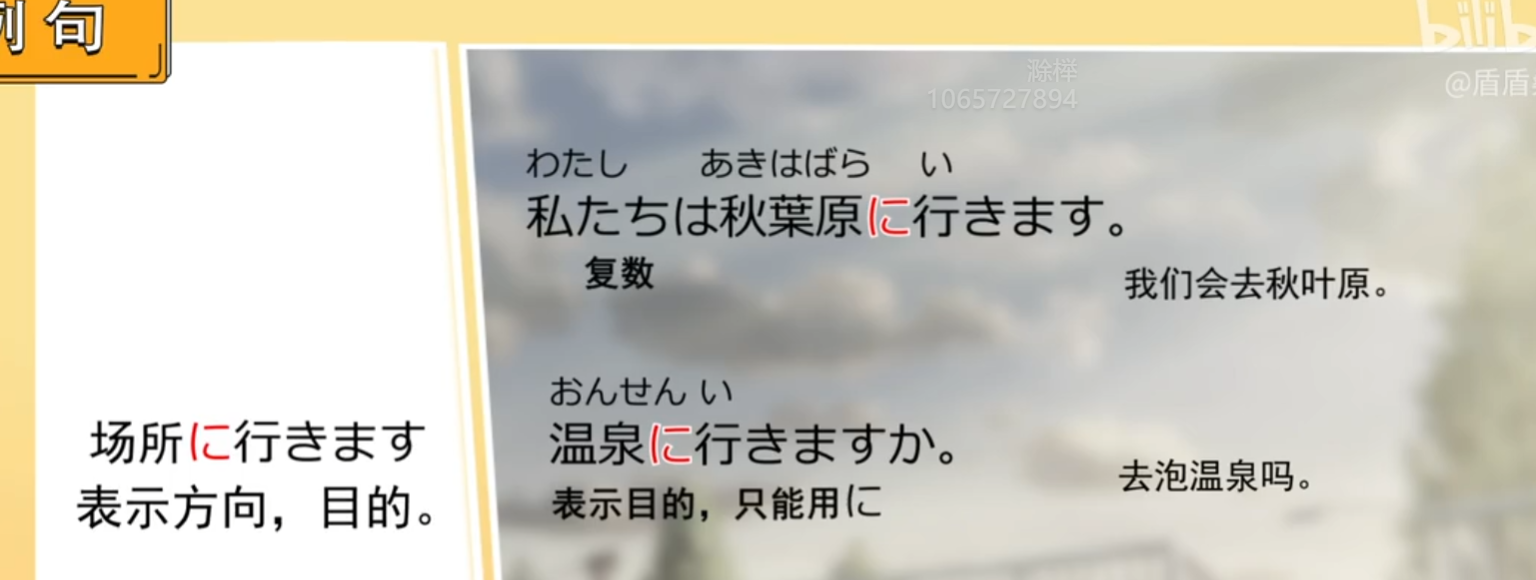 例句
bilibili
@盾盾
滁榉
1065727894
わたし あきはばら い
私たちは秋葉原に行きます。
复数
我们会去秋叶原。
おんせん い
温泉に行きますか。
表示目的，只能用に
去泡温泉吗。
场所に行きます
表示方向，目的。